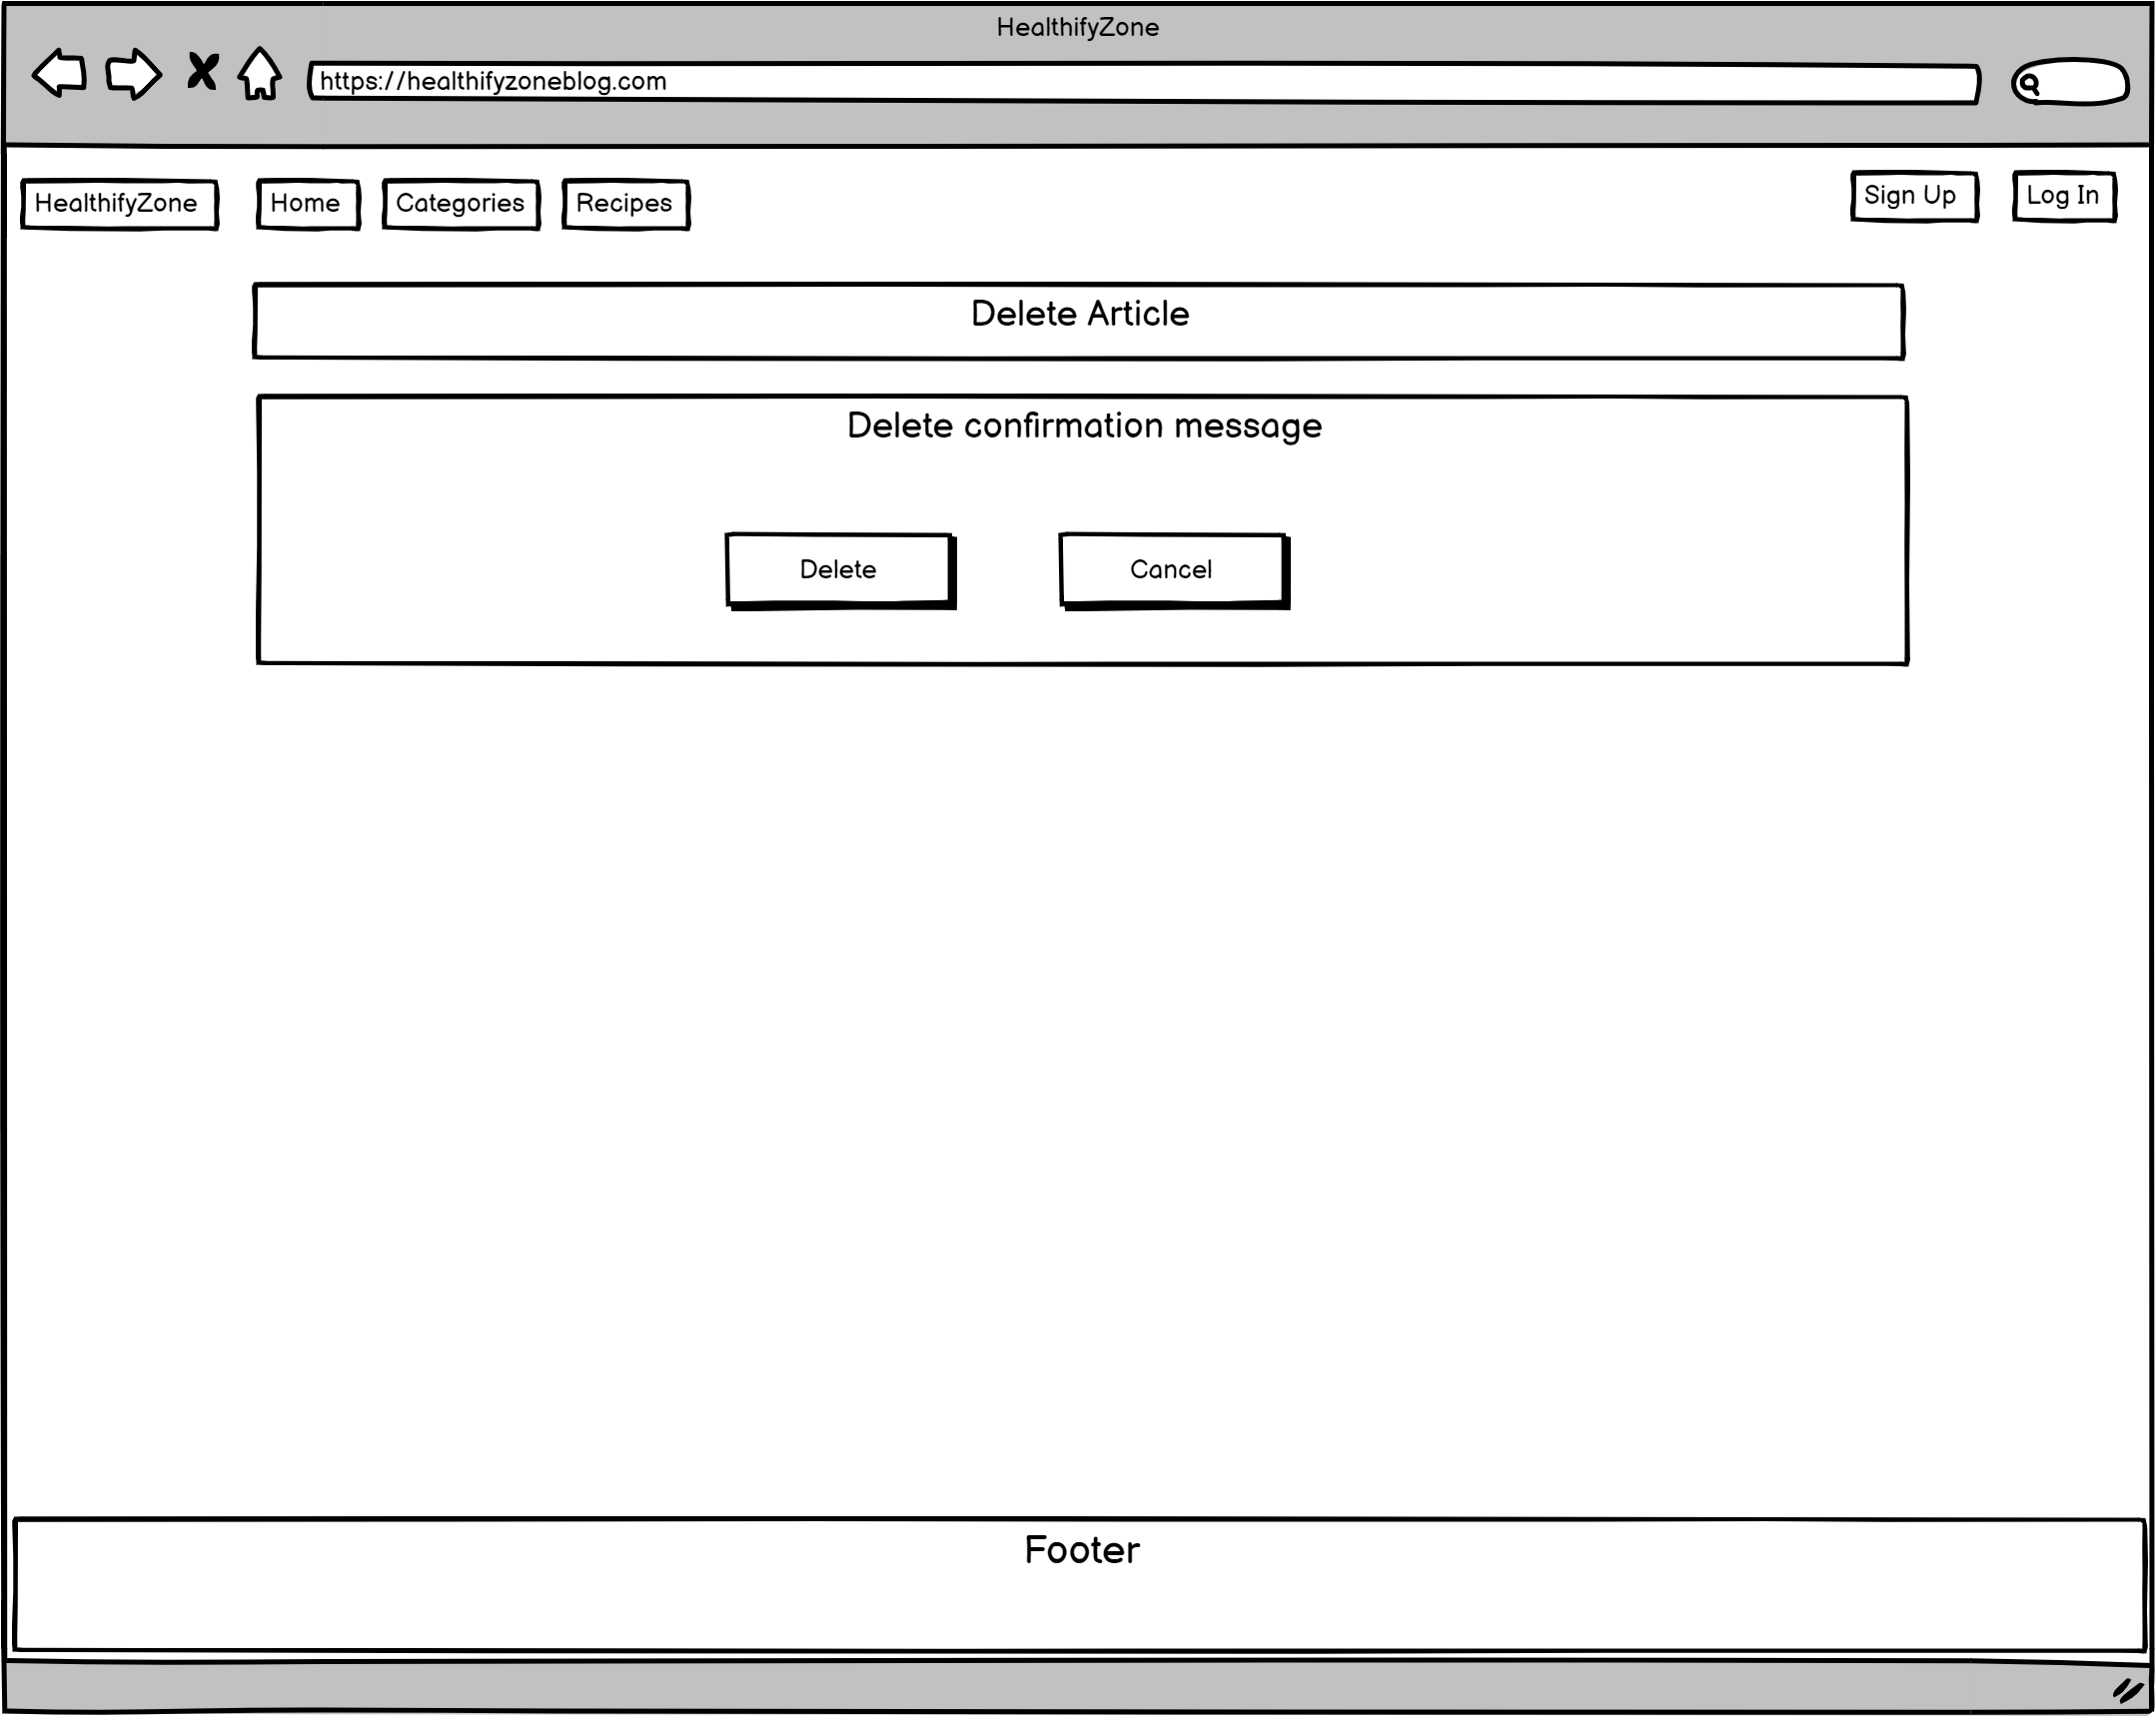 HealthifyZone
https://healthifyzoneblog.com
HealthifyZone Home Categories Recipes Sign Up Log In
Delete Article
Delete confirmation message
Delete Cancel
Footer